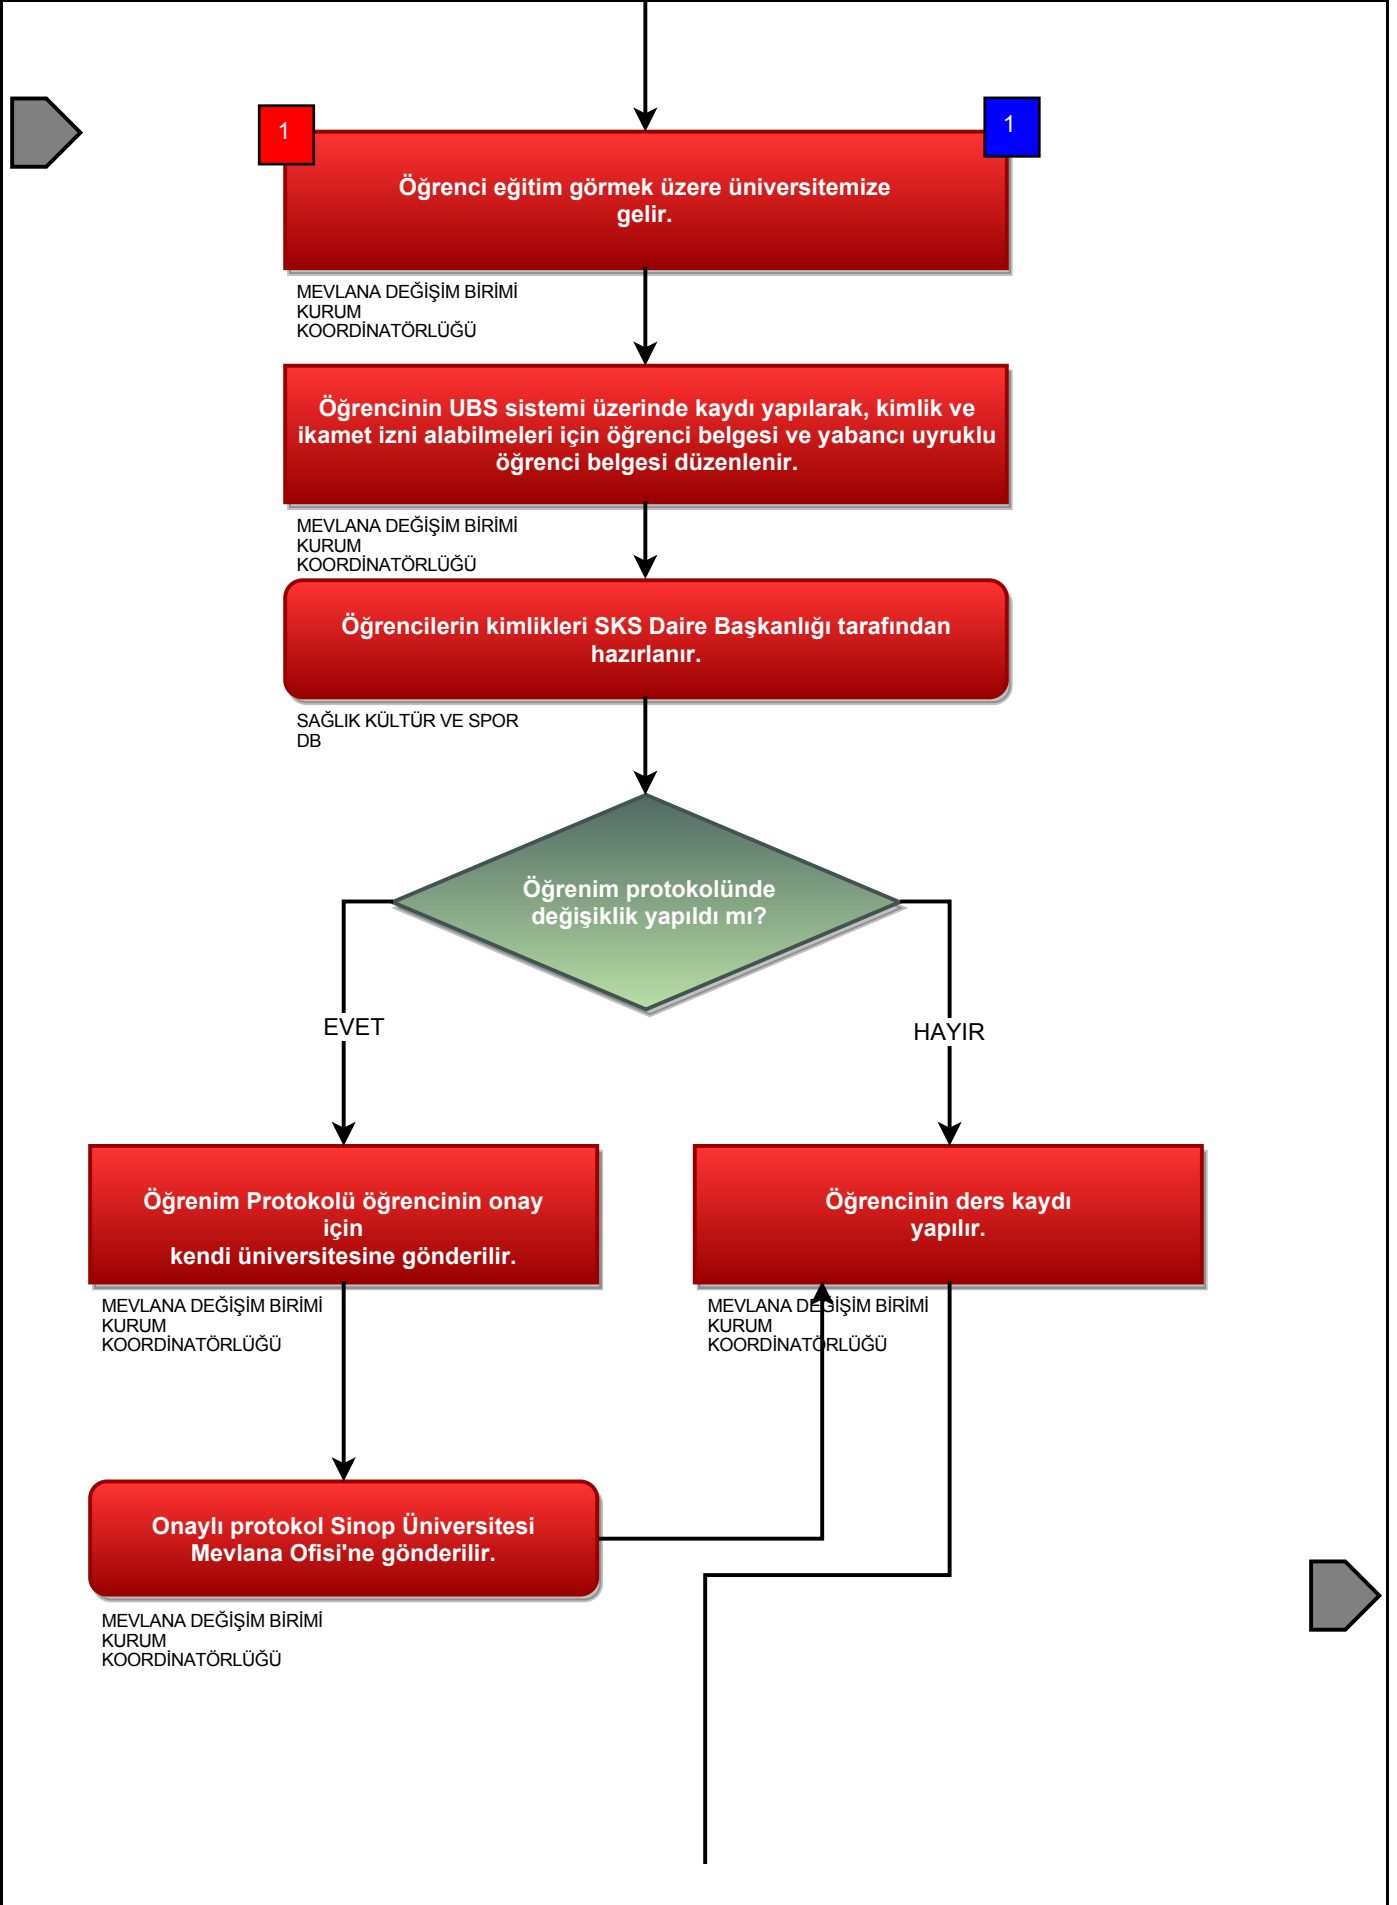 1
1
Öğrenci eğitim görmek üzere üniversitemize
gelir.
MEVLANA DEĞİŞİM BİRİMİ
KURUM
KOORDİNATÖRLÜĞÜ
Öğrencinin UBS sistemi üzerinde kaydı yapılarak, kimlik ve
ikamet izni alabilmeleri için öğrenci belgesi ve yabancı uyruklu
öğrenci belgesi düzenlenir.
MEVLANA DEĞİŞİM BİRİMİ
KURUM
KOORDİNATÖRLÜĞÜ
Öğrencilerin kimlikleri SKS Daire Başkanlığı tarafından
hazırlanır.
SAĞLIK KÜLTÜR VE SPOR
DB
Öğrenim protokolünde
değişiklik yapıldı mı?
EVET
HAYIR
Öğrenim Protokolü öğrencinin onay
için
kendi üniversitesine gönderilir.
MEVLANA DEĞİŞİM BİRİMİ
KURUM
KOORDİNATÖRLÜĞÜ
Öğrencinin ders kaydı
yapılır.
MEVLANA DEĞİŞİM BİRİMİ
KURUM
KOORDİNATÖRLÜĞÜ
Onaylı protokol Sinop Üniversitesi
Mevlana Ofisi'ne gönderilir.
MEVLANA DEĞİŞİM BİRİMİ
KURUM
KOORDİNATÖRLÜĞÜ